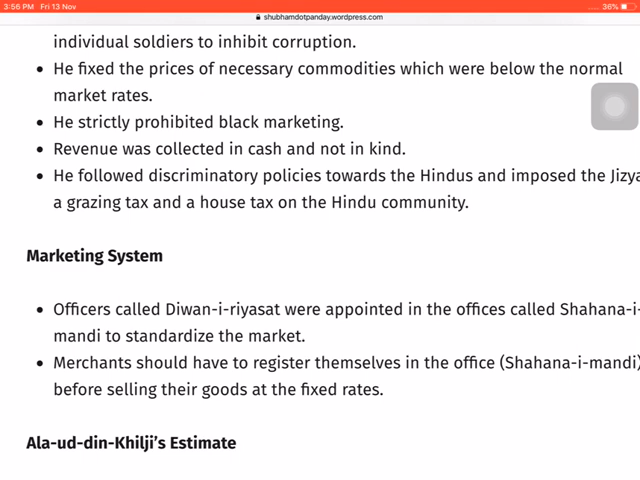 3:56 PM Fri 13 Nov
36%
shubhamdotpanday.wordpress.com
individual soldiers to inhibit corruption.
• He fixed the prices of necessary commodities which were below the normal
market rates.
• He strictly prohibited black marketing.
• Revenue was collected in cash and not in kind.
• He followed discriminatory policies towards the Hindus and imposed the Jizya
a grazing tax and a house tax on the Hindu community.
Marketing System
• Officers called Diwan-i-riyasat were appointed in the offices called Shahana-i-
mandi to standardize the market.
• Merchants should have to register themselves in the office (Shahana-i-mandi)
before selling their goods at the fixed rates.
Ala-ud-din-Khilji’s Estimate